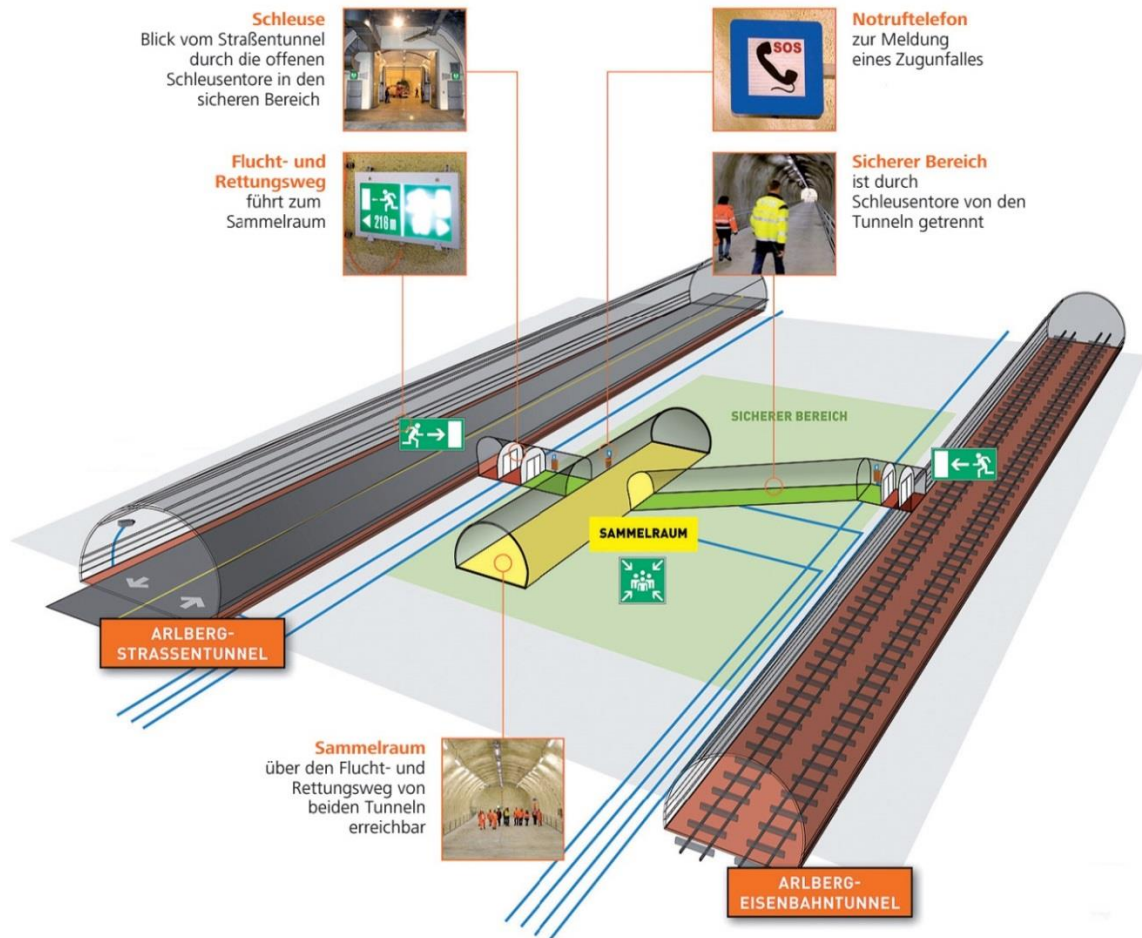 Schleuse
Blick vom Straßentunnel
durch die offenen
Schleusentore in den
sicheren Bereich
Notruftelefon
zur Meldung
eines Zugunfalles
SOS
Flucht- und
Rettungsweg
führt zum
Sammelraum
216 m
Sicherer Bereich
ist durch
Schleusentore von den
Tunneln getrennt
SICHERER BEREICH
SAMMELRAUM
ARLBERG-
STRASSENTUNNEL
Sammelraum
über den Flucht- und
Rettungsweg von
beiden Tunneln
erreichbar
ARLBERG-
EISENBAHNTUNNEL